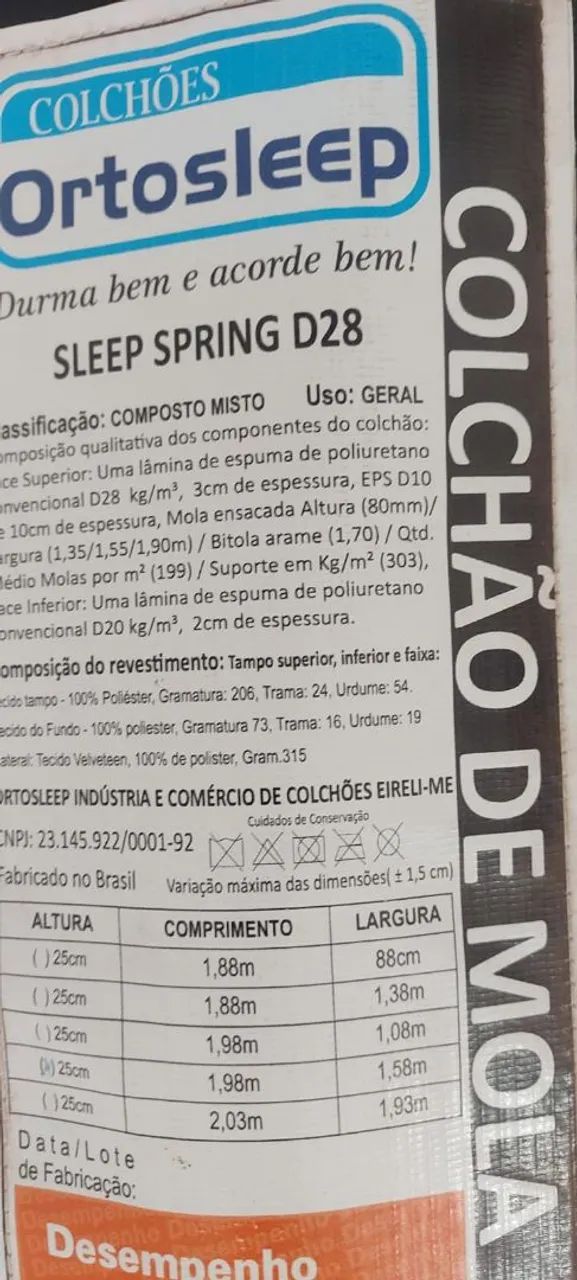 COLCHÕES
Ortosleep
Durma bem e acorde bem!
SLEEP SPRING D28
assificação: COMPOSTO MISTO Uso: GERAL
omposição qualitativa dos componentes do colchão:
ace Superior: Uma lâmina de espuma de poliuretano
onvencional D28 kg/m³, 3cm de espessura, EPS D10
e 10cm de espessura, Mola ensacada Altura (80mm)/
argura (1,35/1,55/1,90m) / Bitola arame (1,70) / Qtd.
Médio Molas por m² (199) / Suporte em Kg/m² (303),
ace Inferior: Uma lâmina de espuma de poliuretano
onvencional D20 kg/m³, 2cm de espessura.
omposição do revestimento: Tampo superior, inferior e faixa:
ecido tampo - 100% Poliéster, Gramatura: 206, Trama: 24, Urdume: 54.
ecido do Fundo - 100% poliester, Gramatura 73, Trama: 16, Urdume: 19
ateral: Tecido Velveteen, 100% de polister, Gram.315
ORTOSLEEP INDÚSTRIA E COMÉRCIO DE COLCHÕES EIRELI-ME
Cuidados de Conservação
CNPJ: 23.145.922/0001-92
Fabricado no Brasil Variação máxima das dimensões( ± 1,5 cm)
ALTURA COMPRIMENTO LARGURA
( ) 25cm 1,88m 88cm
( ) 25cm 1,88m 1,38m
( ) 25cm 1,98m 1,08m
(x) 25cm 1,98m 1,58m
( ) 25cm 2,03m 1,93m
Data/Lote
de Fabricação:
Desempenho
COLCHÃO DE MOLA